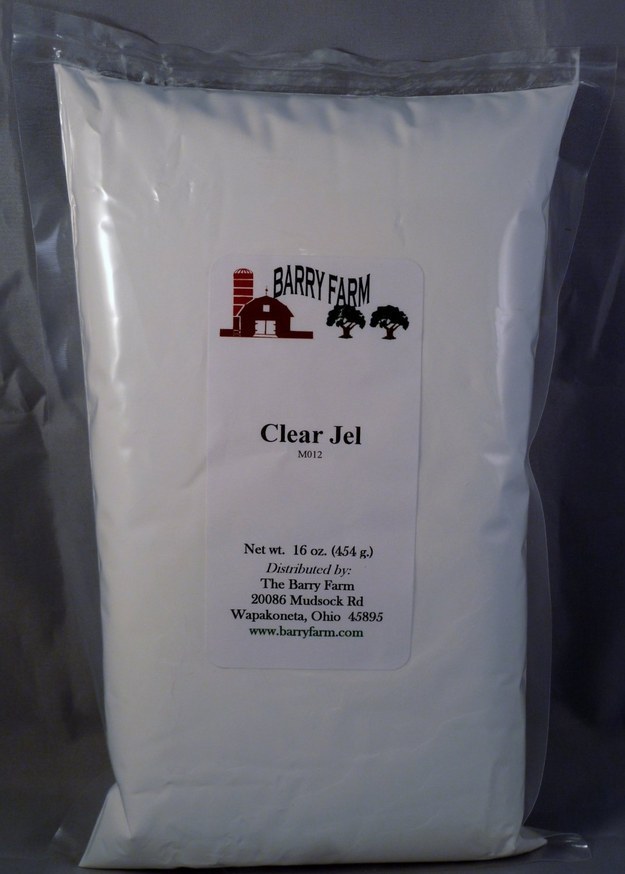 BARRY FARM
Clear Jel
M012
Net wt. 16 oz. (454 g.)
Distributed by:
The Barry Farm
20086 Mudsock Rd
Wapakoneta, Ohio 45895
www.barryfarm.com